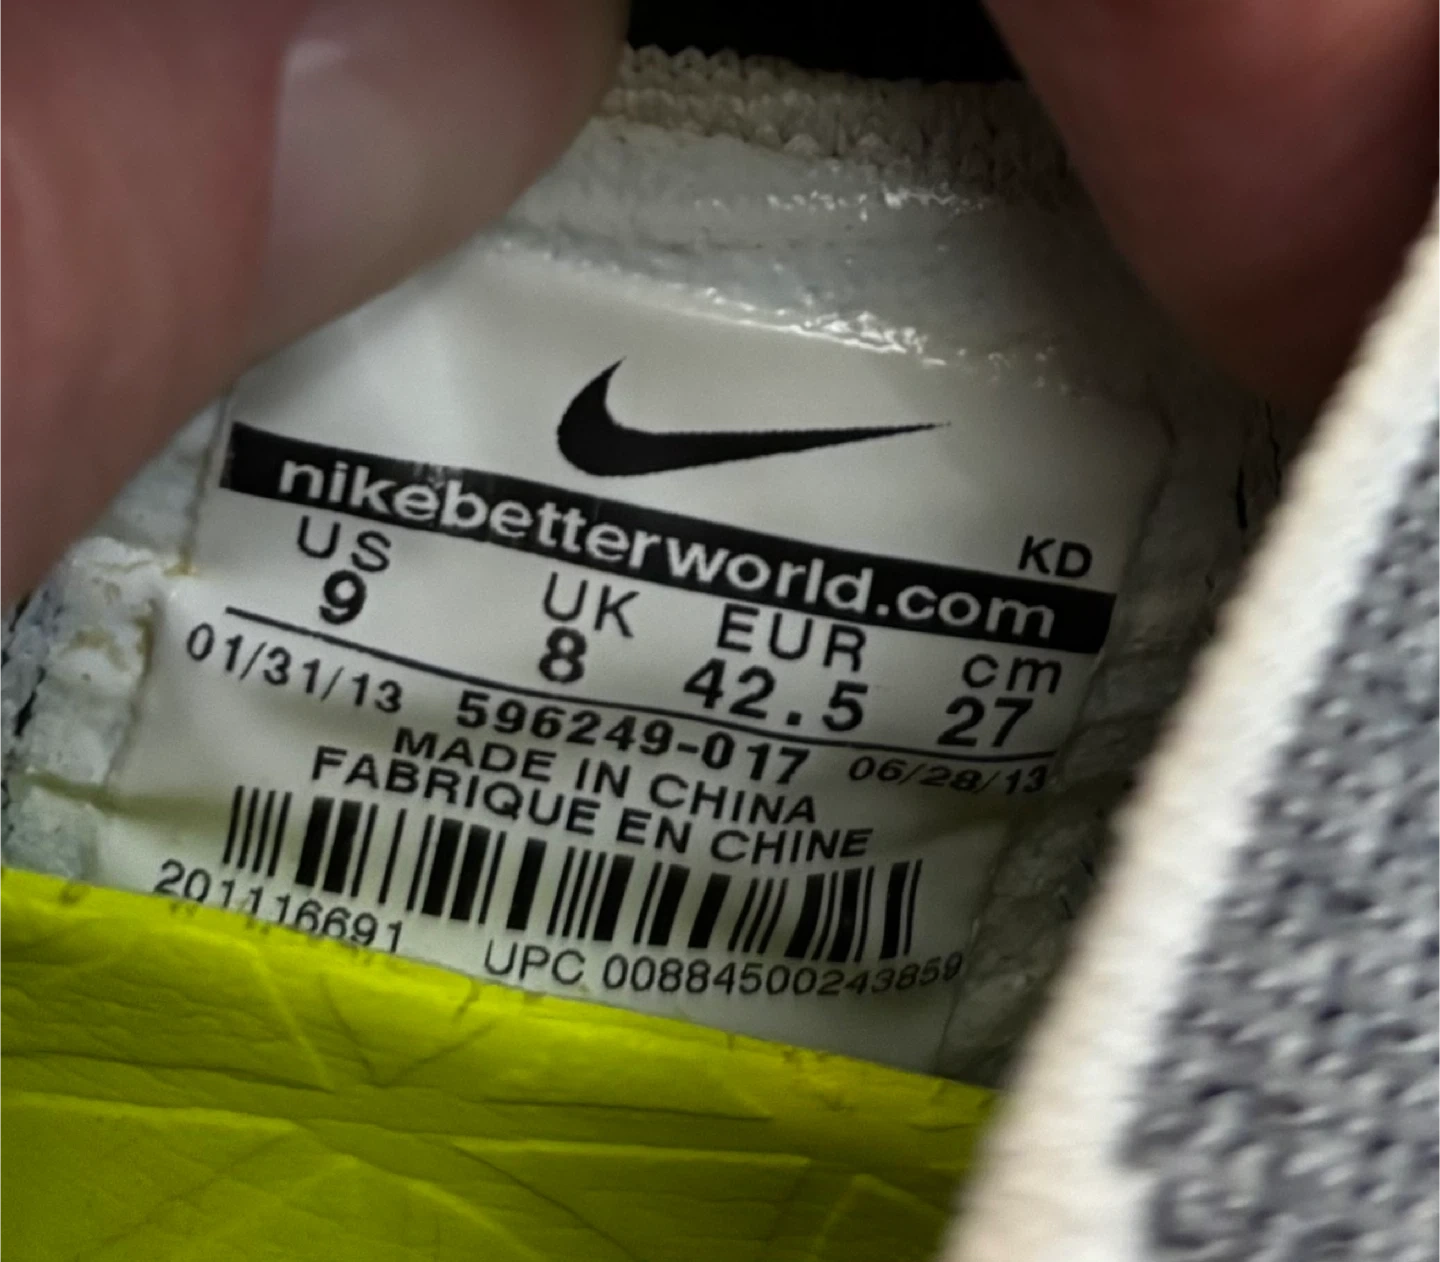 KD
nikebetterworld.com
US UK EUR cm
9 8 42.5 27
01/31/13 596249-017 06/28/13
MADE IN CHINA
FABRIQUE EN CHINE
201116691 UPC 00884500243859